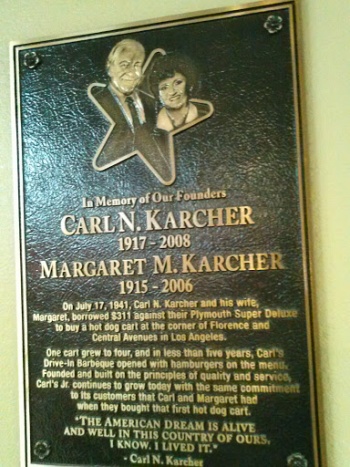 In Memory of Our Founders
CARL N. KARCHER
1917 - 2008
MARGARET M. KARCHER
1915 - 2006
On July 17, 1941, Carl N. Karcher and his wife,
Margaret, borrowed $311 against their Plymouth Super Deluxe
to buy a hot dog cart at the corner of Florence and
Central Avenues in Los Angeles.
One cart grew to four, and in less than five years, Carl's
Drive-In Barbeque opened with hamburgers on the menu.
Founded and built on the principles of quality and service,
Carl's Jr. continues to grow today with the same commitment
to its customers that Carl and Margaret had
when they bought that first hot dog cart.
"THE AMERICAN DREAM IS ALIVE
AND WELL IN THIS COUNTRY OF OURS.
I KNOW. I LIVED IT."
- Carl N. Karcher